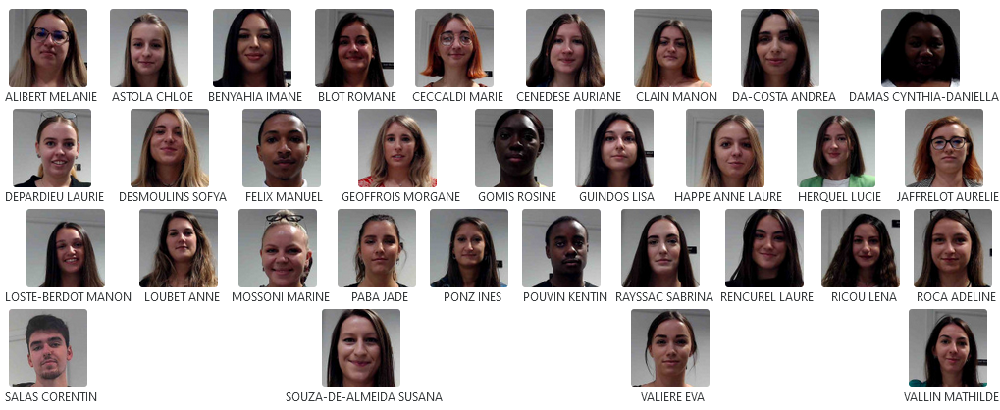 ALIBERT MELANIE ASTOLA CHLOE BENYAHIA IMANE BLOT ROMANE CECCALDI MARIE CENEDESE AURIANE CLAIN MANON DA-COSTA ANDREA DAMAS CYNTHIA-DANIELLA
DEPARDIEU LAURIE DESMOULINS SOFYA FELIX MANUEL GEOFFROIS MORGANE GOMIS ROSINE GUINDOS LISA HAPPE ANNE LAURE HERQUEL LUCIE JAFFRELOT AURELIE
LOSTE-BERDOT MANON LOUBET ANNE MOSSONI MARINE PABA JADE PONZ INES POUVIN KENTIN RAYSSAC SABRINA RENCUREL LAURE RICOU LENA ROCA ADELINE
SALAS CORENTIN SOUZA-DE-ALMEIDA SUSANA VALIERE EVA VALLIN MATHILDE